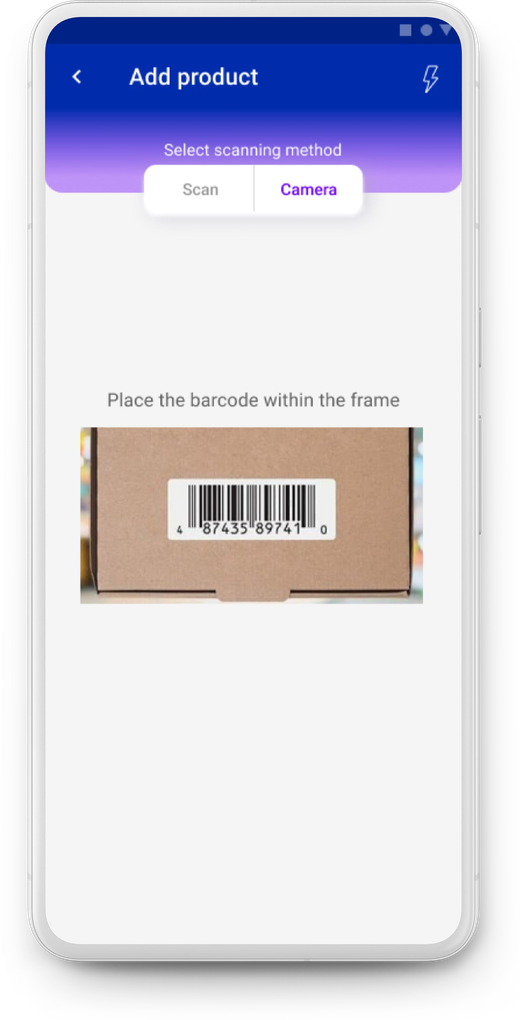 Add product
Select scanning method
Scan Camera
Place the barcode within the frame
4 87435 89741 0